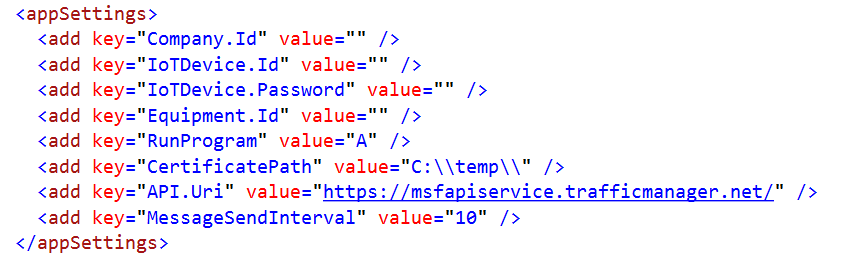 <appSettings>
<add key="Company.Id" value="" />
<add key="IoTDevice.Id" value="" />
<add key="IoTDevice.Password" value="" />
<add key="Equipment.Id" value="" />
<add key="RunProgram" value="A" />
<add key="CertificatePath" value="C:\\temp\\" />
<add key="API.Uri" value="https://msfapiservice.trafficmanager.net/" />
<add key="MessageSendInterval" value="10" />
</appSettings>